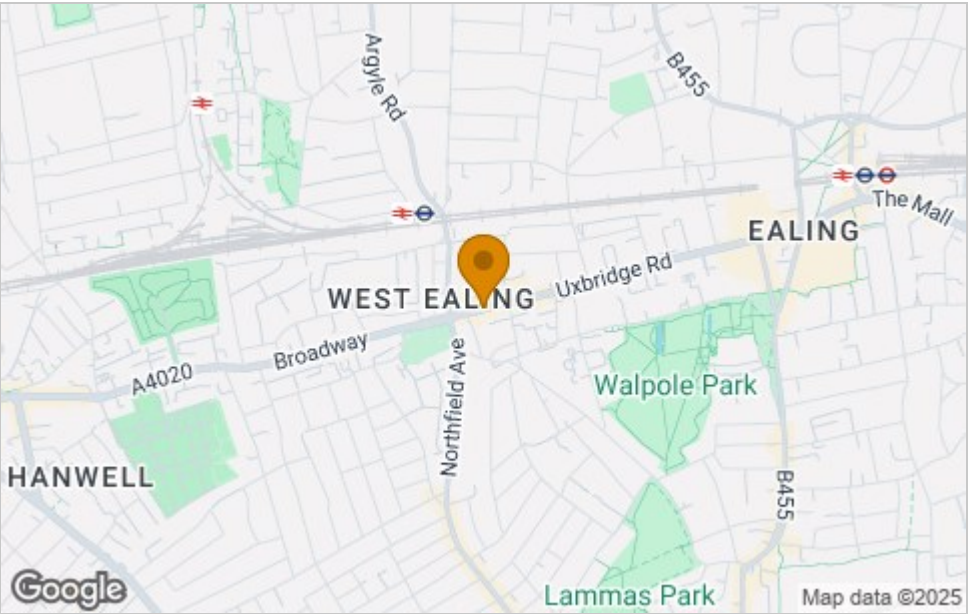 Argyle Rd
B455
The Mall
EALING
Uxbridge Rd
WEST EALING
Broadway
A4020
Northfield Ave
Walpole Park
HANWELL
B455
Lammas Park
Google
Map data ©2025